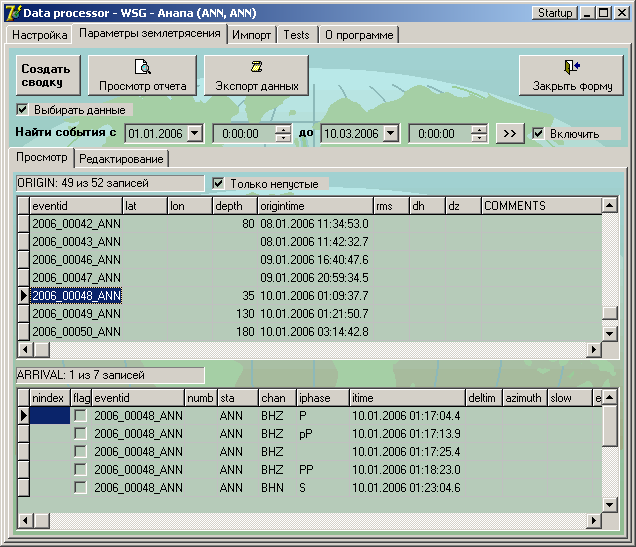 Data processor - WSG - Анапа (ANN, ANN) Startup
Настройка Параметры землетрясения Импорт Tests О программе
Создать сводку Просмотр отчета Экспорт данных Закрыть форму
Выбирать данные
Найти события с 01.01.2006 0:00:00 до 10.03.2006 0:00:00 >> Включить
Просмотр Редактирование
ORIGIN: 49 из 52 записей Только непустые
eventid lat lon depth origintime rms dh dz COMMENTS
2006_00042_ANN 80 08.01.2006 11:34:53.0
2006_00043_ANN 08.01.2006 11:42:32.7
2006_00046_ANN 09.01.2006 16:40:47.6
2006_00047_ANN 09.01.2006 20:59:34.5
2006_00048_ANN 35 10.01.2006 01:09:37.7
2006_00049_ANN 130 10.01.2006 01:21:50.7
2006_00050_ANN 180 10.01.2006 03:14:42.8
ARRIVAL: 1 из 7 записей
nindex flag eventid numb sta chan iphase itime deltim azimuth slow e
2006_00048_ANN ANN BHZ P 10.01.2006 01:17:04.4
2006_00048_ANN ANN BHZ pP 10.01.2006 01:17:13.9
2006_00048_ANN ANN BHZ 10.01.2006 01:17:25.4
2006_00048_ANN ANN BHZ PP 10.01.2006 01:18:23.0
2006_00048_ANN ANN BHN S 10.01.2006 01:23:04.6